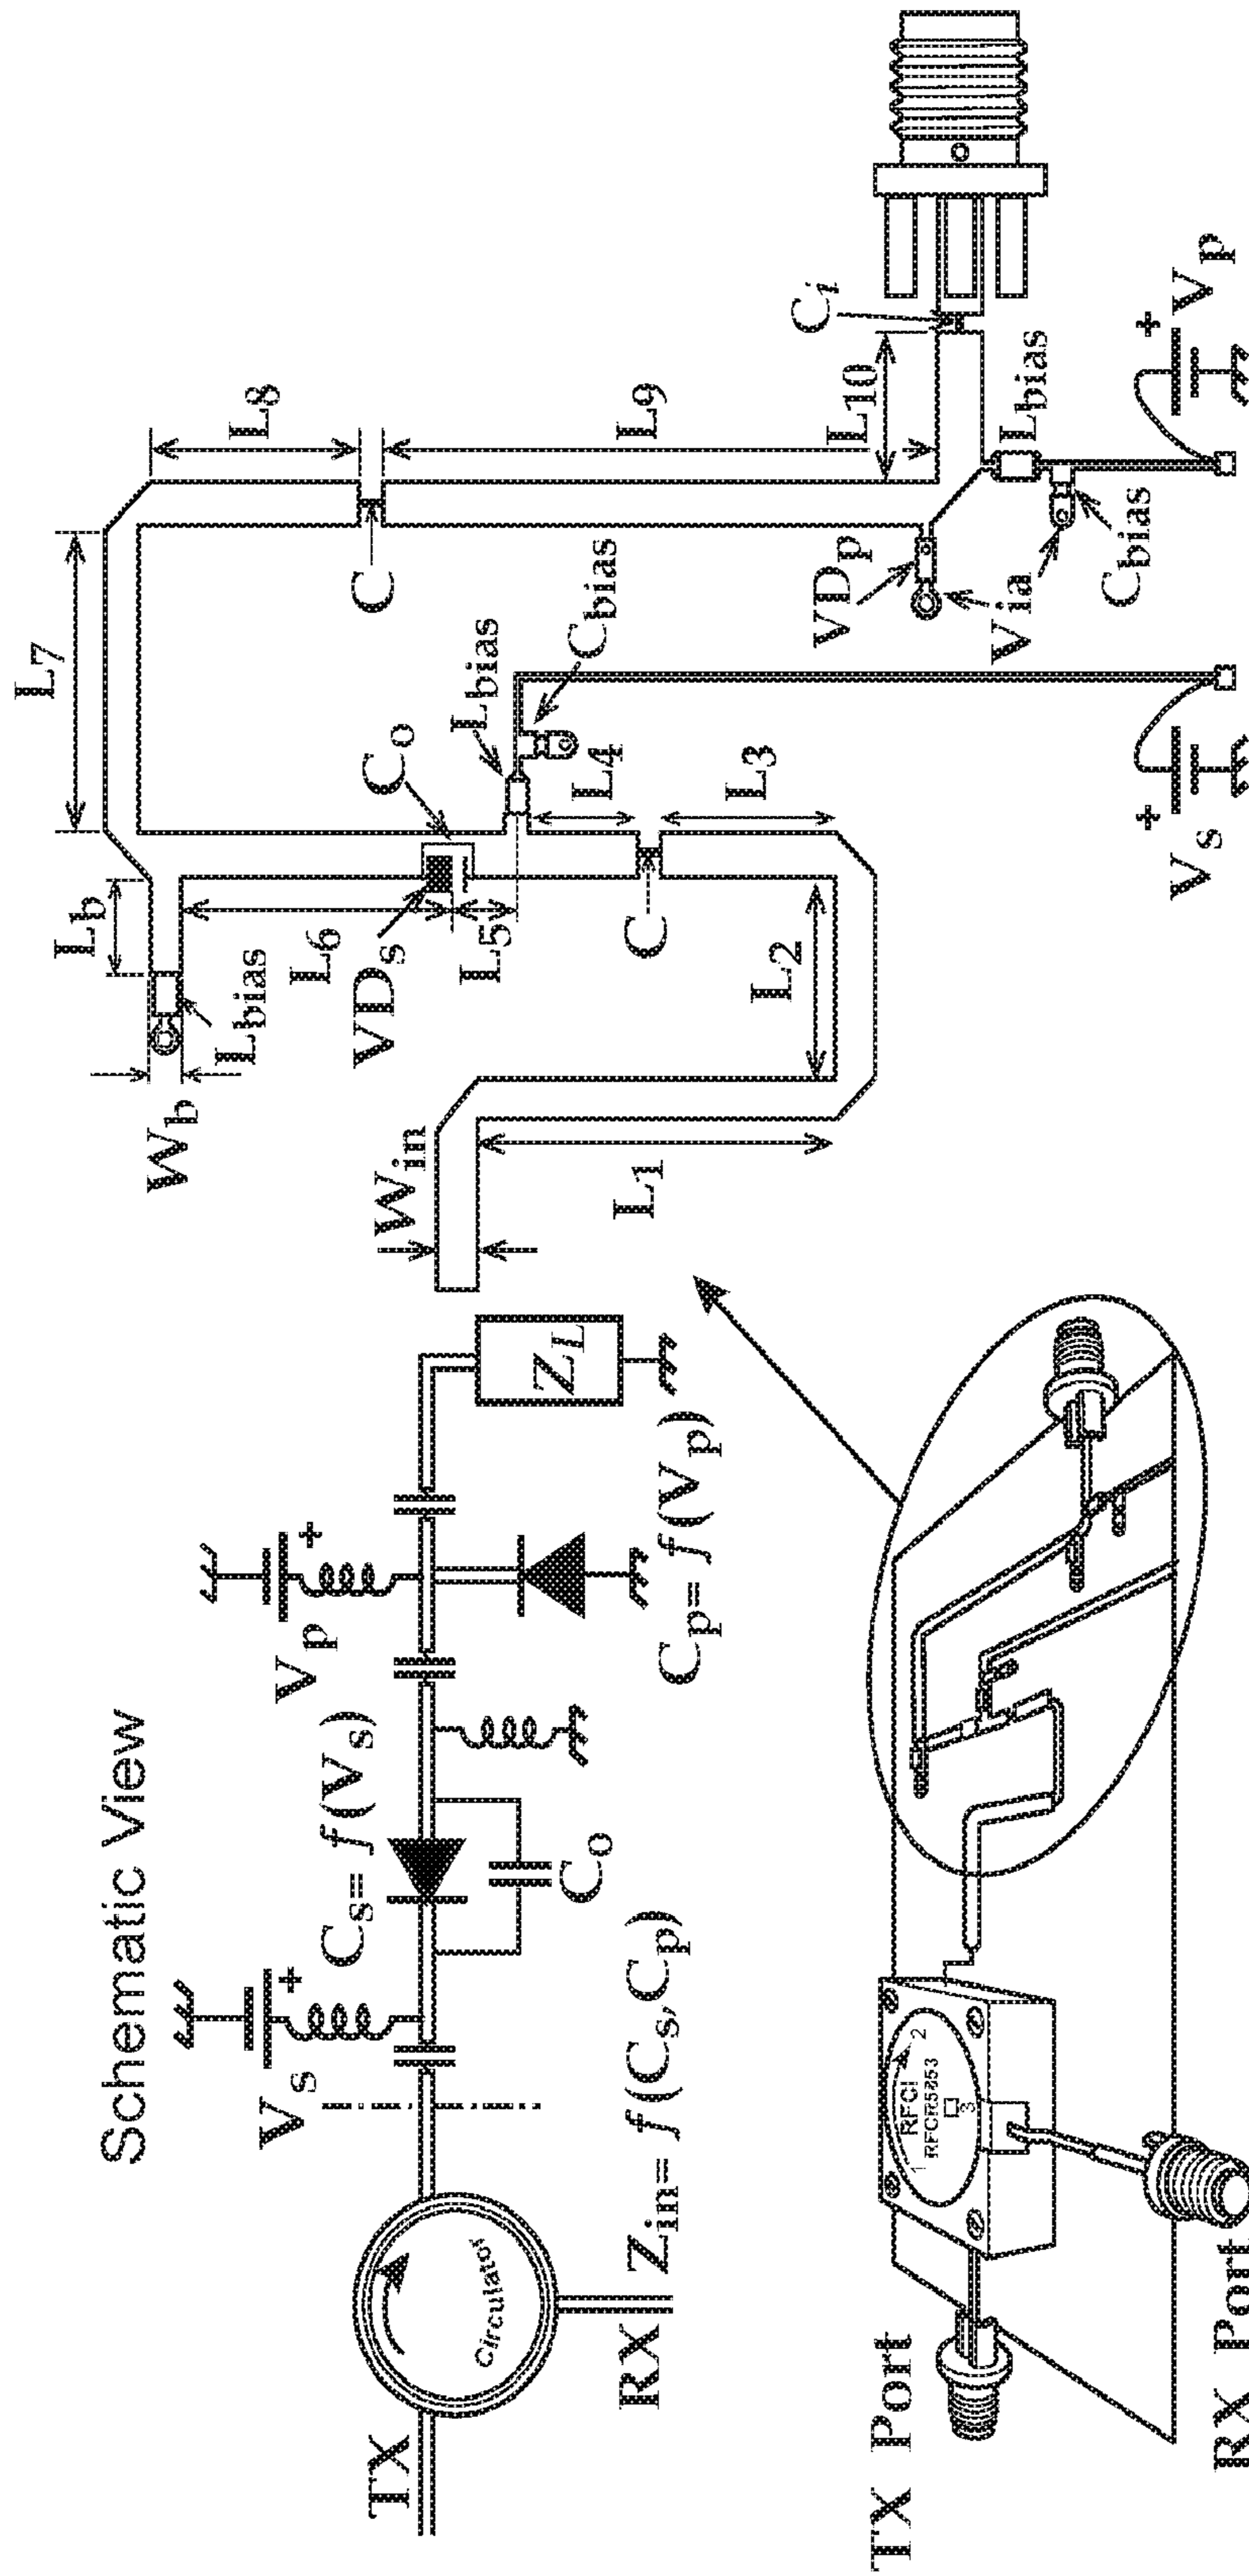 Schematic View
V_s
+
C_s= f(V_s)
V_p
+
TX
Circulator
C_o
Z_L
RX
Z_in= f(C_s,C_p)
C_p= f(V_p)
TX Port
RX Port
RFCI
RFCR5853
1
2
3
W_b
L_b
L_bias
L_7
L_8
W_in
VD_s
L_6
C_o
C
L_5
L_bias
C_bias
L_9
L_1
C
L_4
L_2
L_3
VD_p
L_10
C_i
Via
L_bias
C_bias
V_s
+
V_p
+